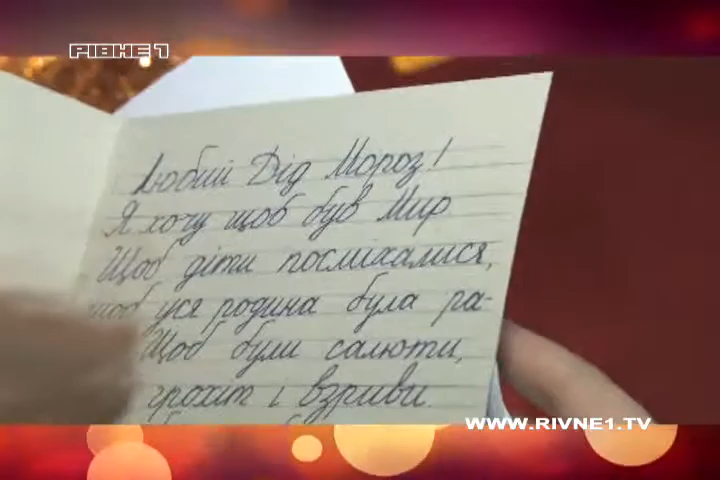 РІВНЕ 1
Любий Дід Мороз!
Я хочу щоб був Мир.
Щоб діти посміхалися,
щоб уся родина була ра-
Щоб були салюти,
грохіт і взриви.
WWW.RIVNE1.TV